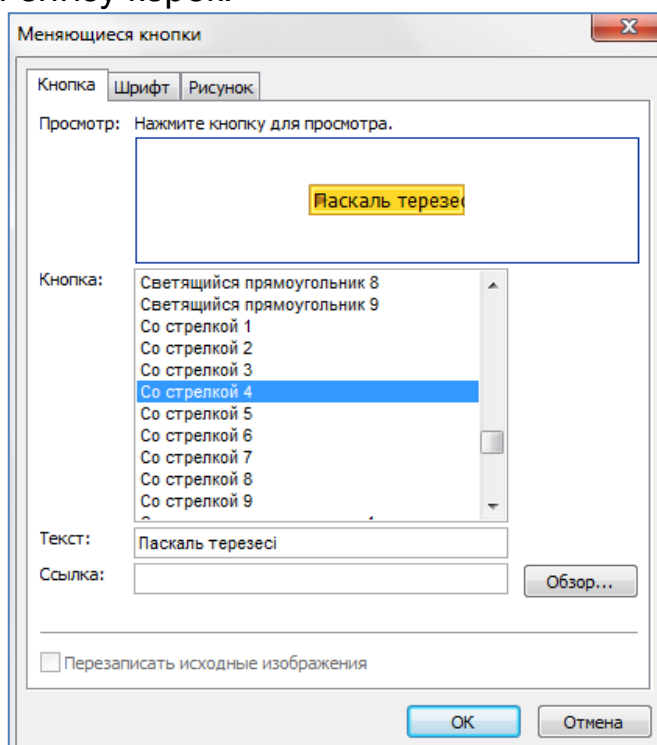 Меняющиеся кнопки
Кнопка Шрифт Рисунок
Просмотр: Нажмите кнопку для просмотра.
Паскаль терезес
Кнопка:
Светящийся прямоугольник 8
Светящийся прямоугольник 9
Со стрелкой 1
Со стрелкой 2
Со стрелкой 3
Со стрелкой 4
Со стрелкой 5
Со стрелкой 6
Со стрелкой 7
Со стрелкой 8
Со стрелкой 9
Текст: Паскаль терезесі
Ссылка:
Обзор...
Перезаписать исходные изображения
ОК Отмена